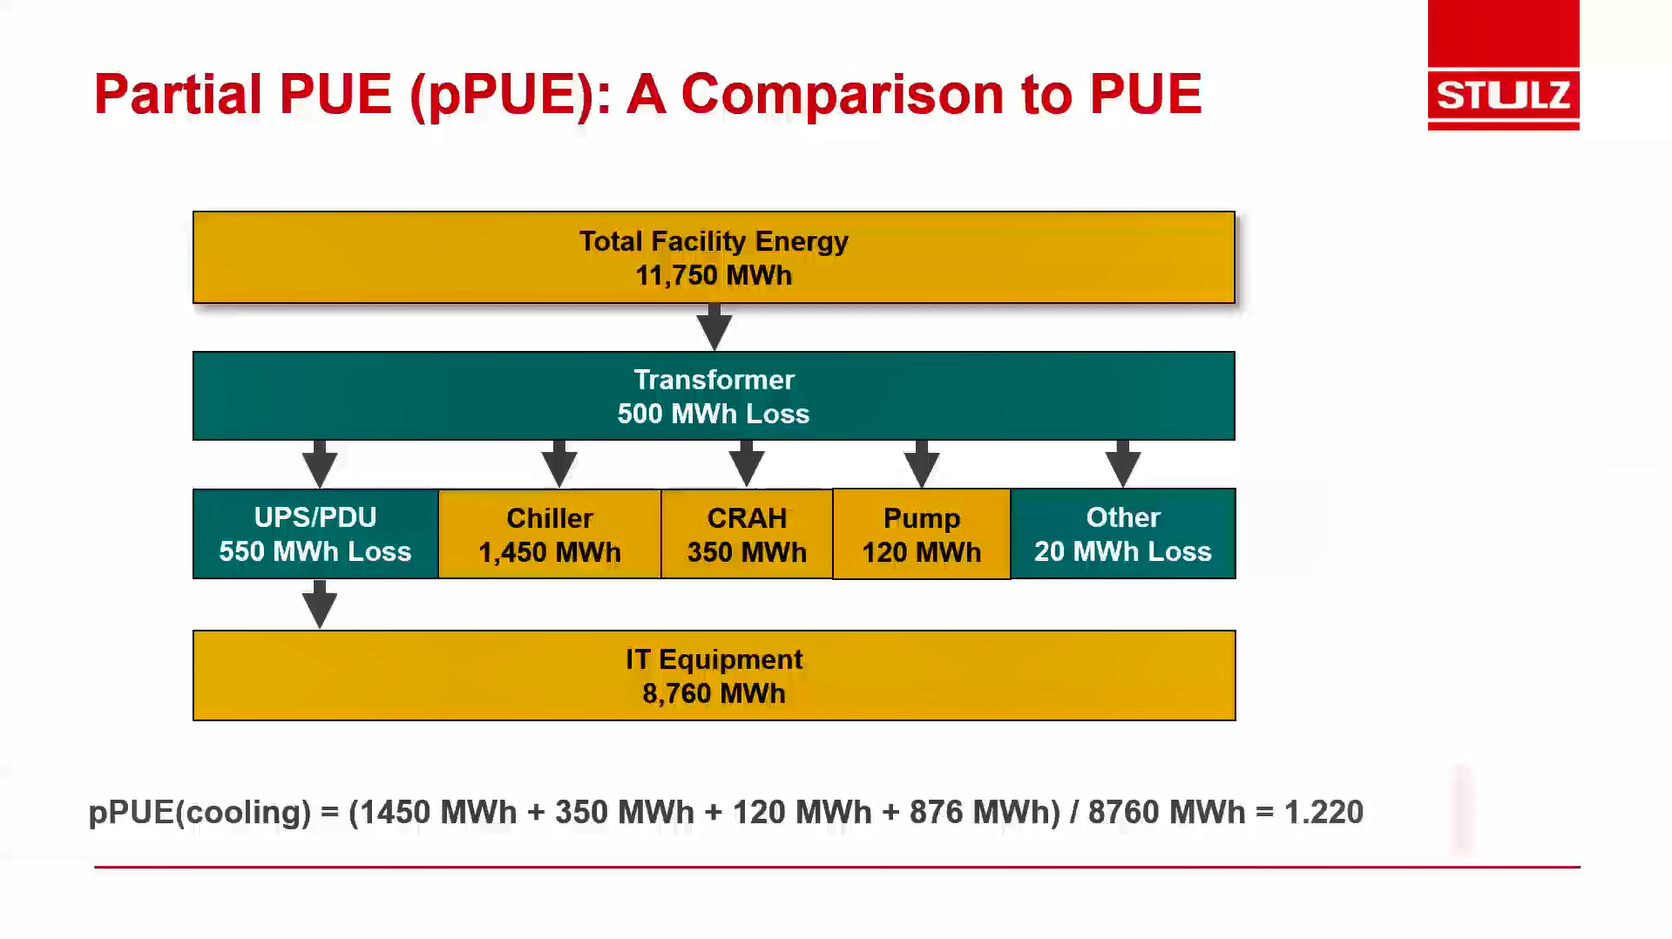 Partial PUE (pPUE): A Comparison to PUE
STULZ
Total Facility Energy
11,750 MWh
Transformer
500 MWh Loss
UPS/PDU
550 MWh Loss
Chiller
1,450 MWh
CRAH
350 MWh
Pump
120 MWh
Other
20 MWh Loss
IT Equipment
8,760 MWh
pPUE(cooling) = (1450 MWh + 350 MWh + 120 MWh + 876 MWh) / 8760 MWh = 1.220